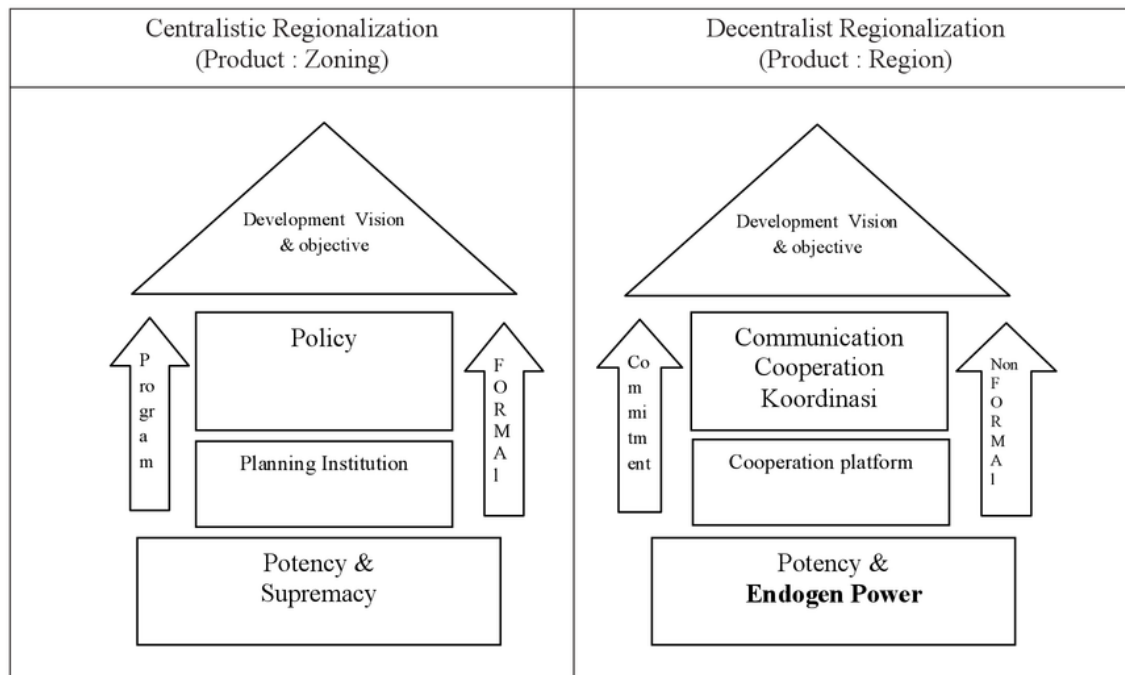 Centralistic Regionalization
(Product : Zoning)
Decentralist Regionalization
(Product : Region)
Development Vision
& objective
P
ro
gr
a
m
Policy
F
O
R
M
A
l
Planning Institution
Potency &
Supremacy
Development Vision
& objective
Co
m
mi
tm
ent
Communication
Cooperation
Koordinasi
Non
F
O
R
M
A
l
Cooperation platform
Potency &
Endogen Power